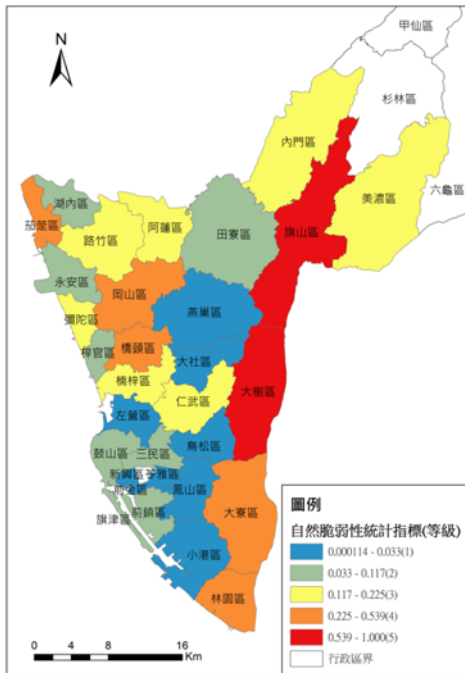 甲仙區
N
杉林區
內門區
六龜區
美濃區
湖內區
茄萣區
阿蓮區
田寮區
旗山區
路竹區
永安區
岡山區
燕巢區
彌陀區
橋頭區
梓官區
大社區
楠梓區
大樹區
仁武區
左營區
鳥松區
鼓山區
三民區
新興區
苓雅區
前金區
鳳山區
大寮區
前鎮區
旗津區
小港區
林園區
圖例
自然脆弱性統計指標(等級)
0.000114 - 0.033(1)
0.033 - 0.117(2)
0.117 - 0.225(3)
0.225 - 0.539(4)
0.539 - 1.000(5)
行政區界
0 4 8 16
Km